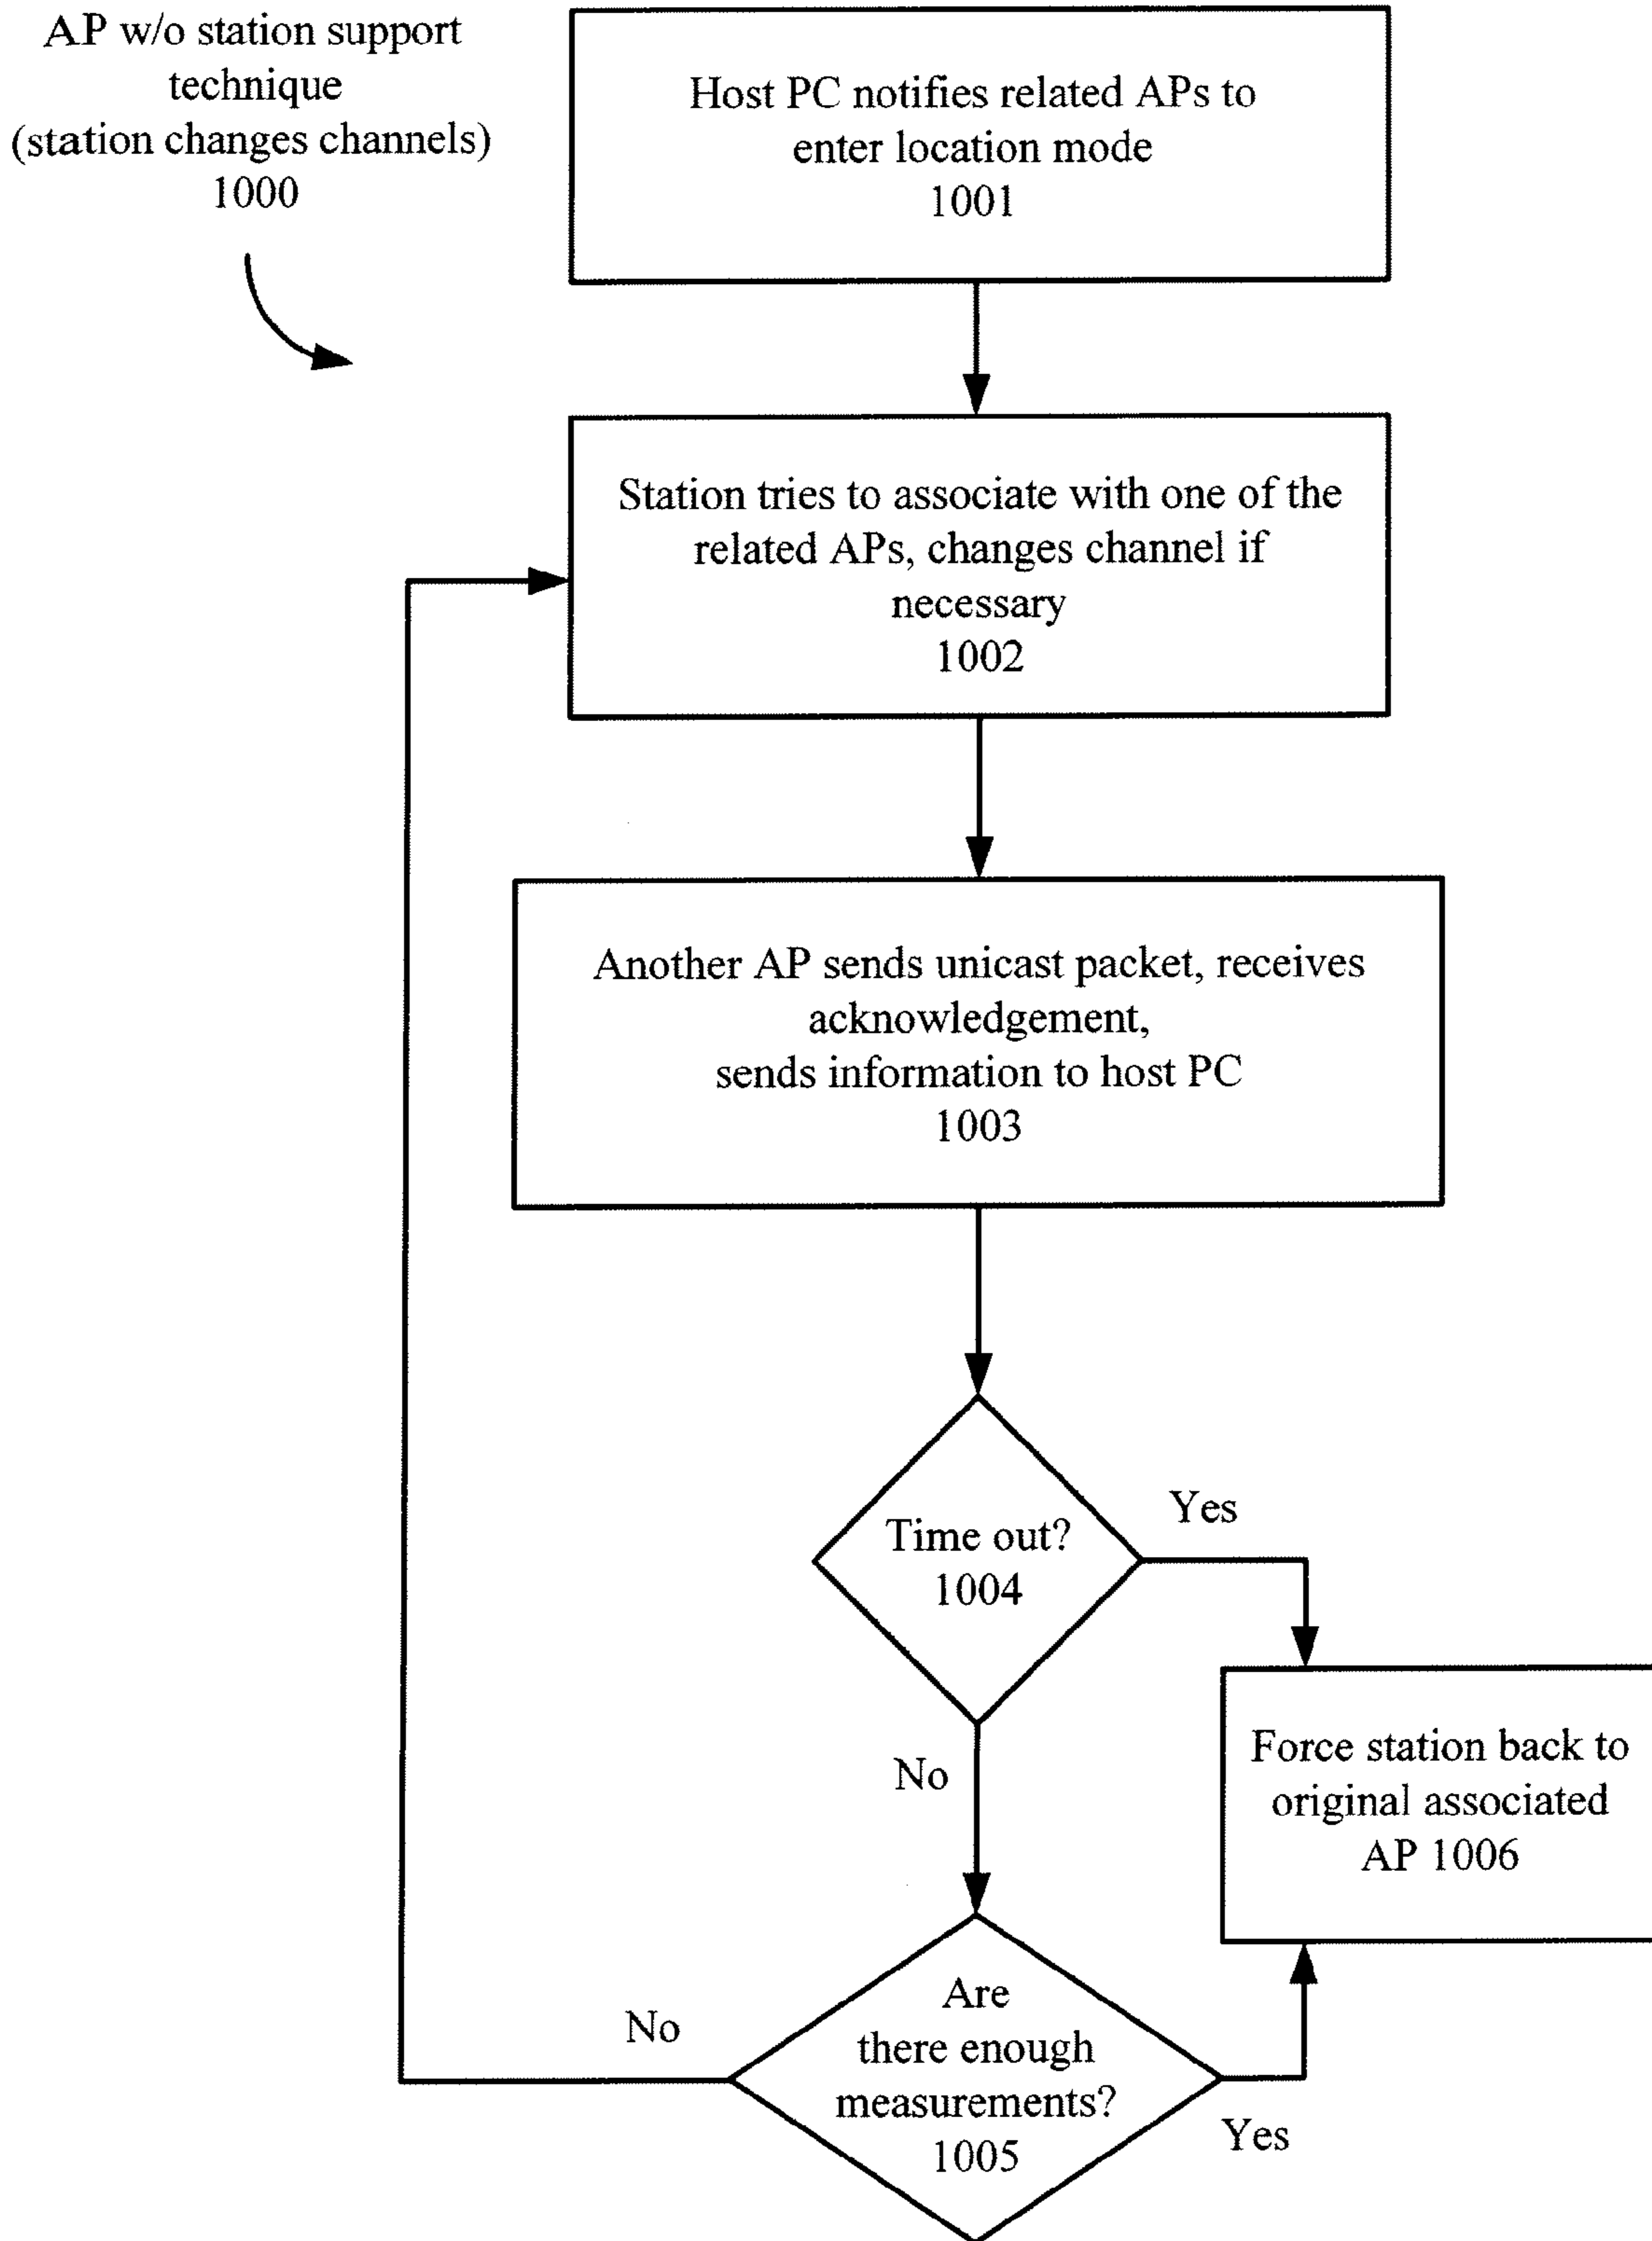 AP w/o station support
technique
(station changes channels)
1000
Host PC notifies related APs to
enter location mode
1001
Station tries to associate with one of the
related APs, changes channel if
necessary
1002
Another AP sends unicast packet, receives
acknowledgement,
sends information to host PC
1003
Time out?
1004
Yes
No
Force station back to
original associated
AP 1006
Are
there enough
measurements?
1005
No
Yes